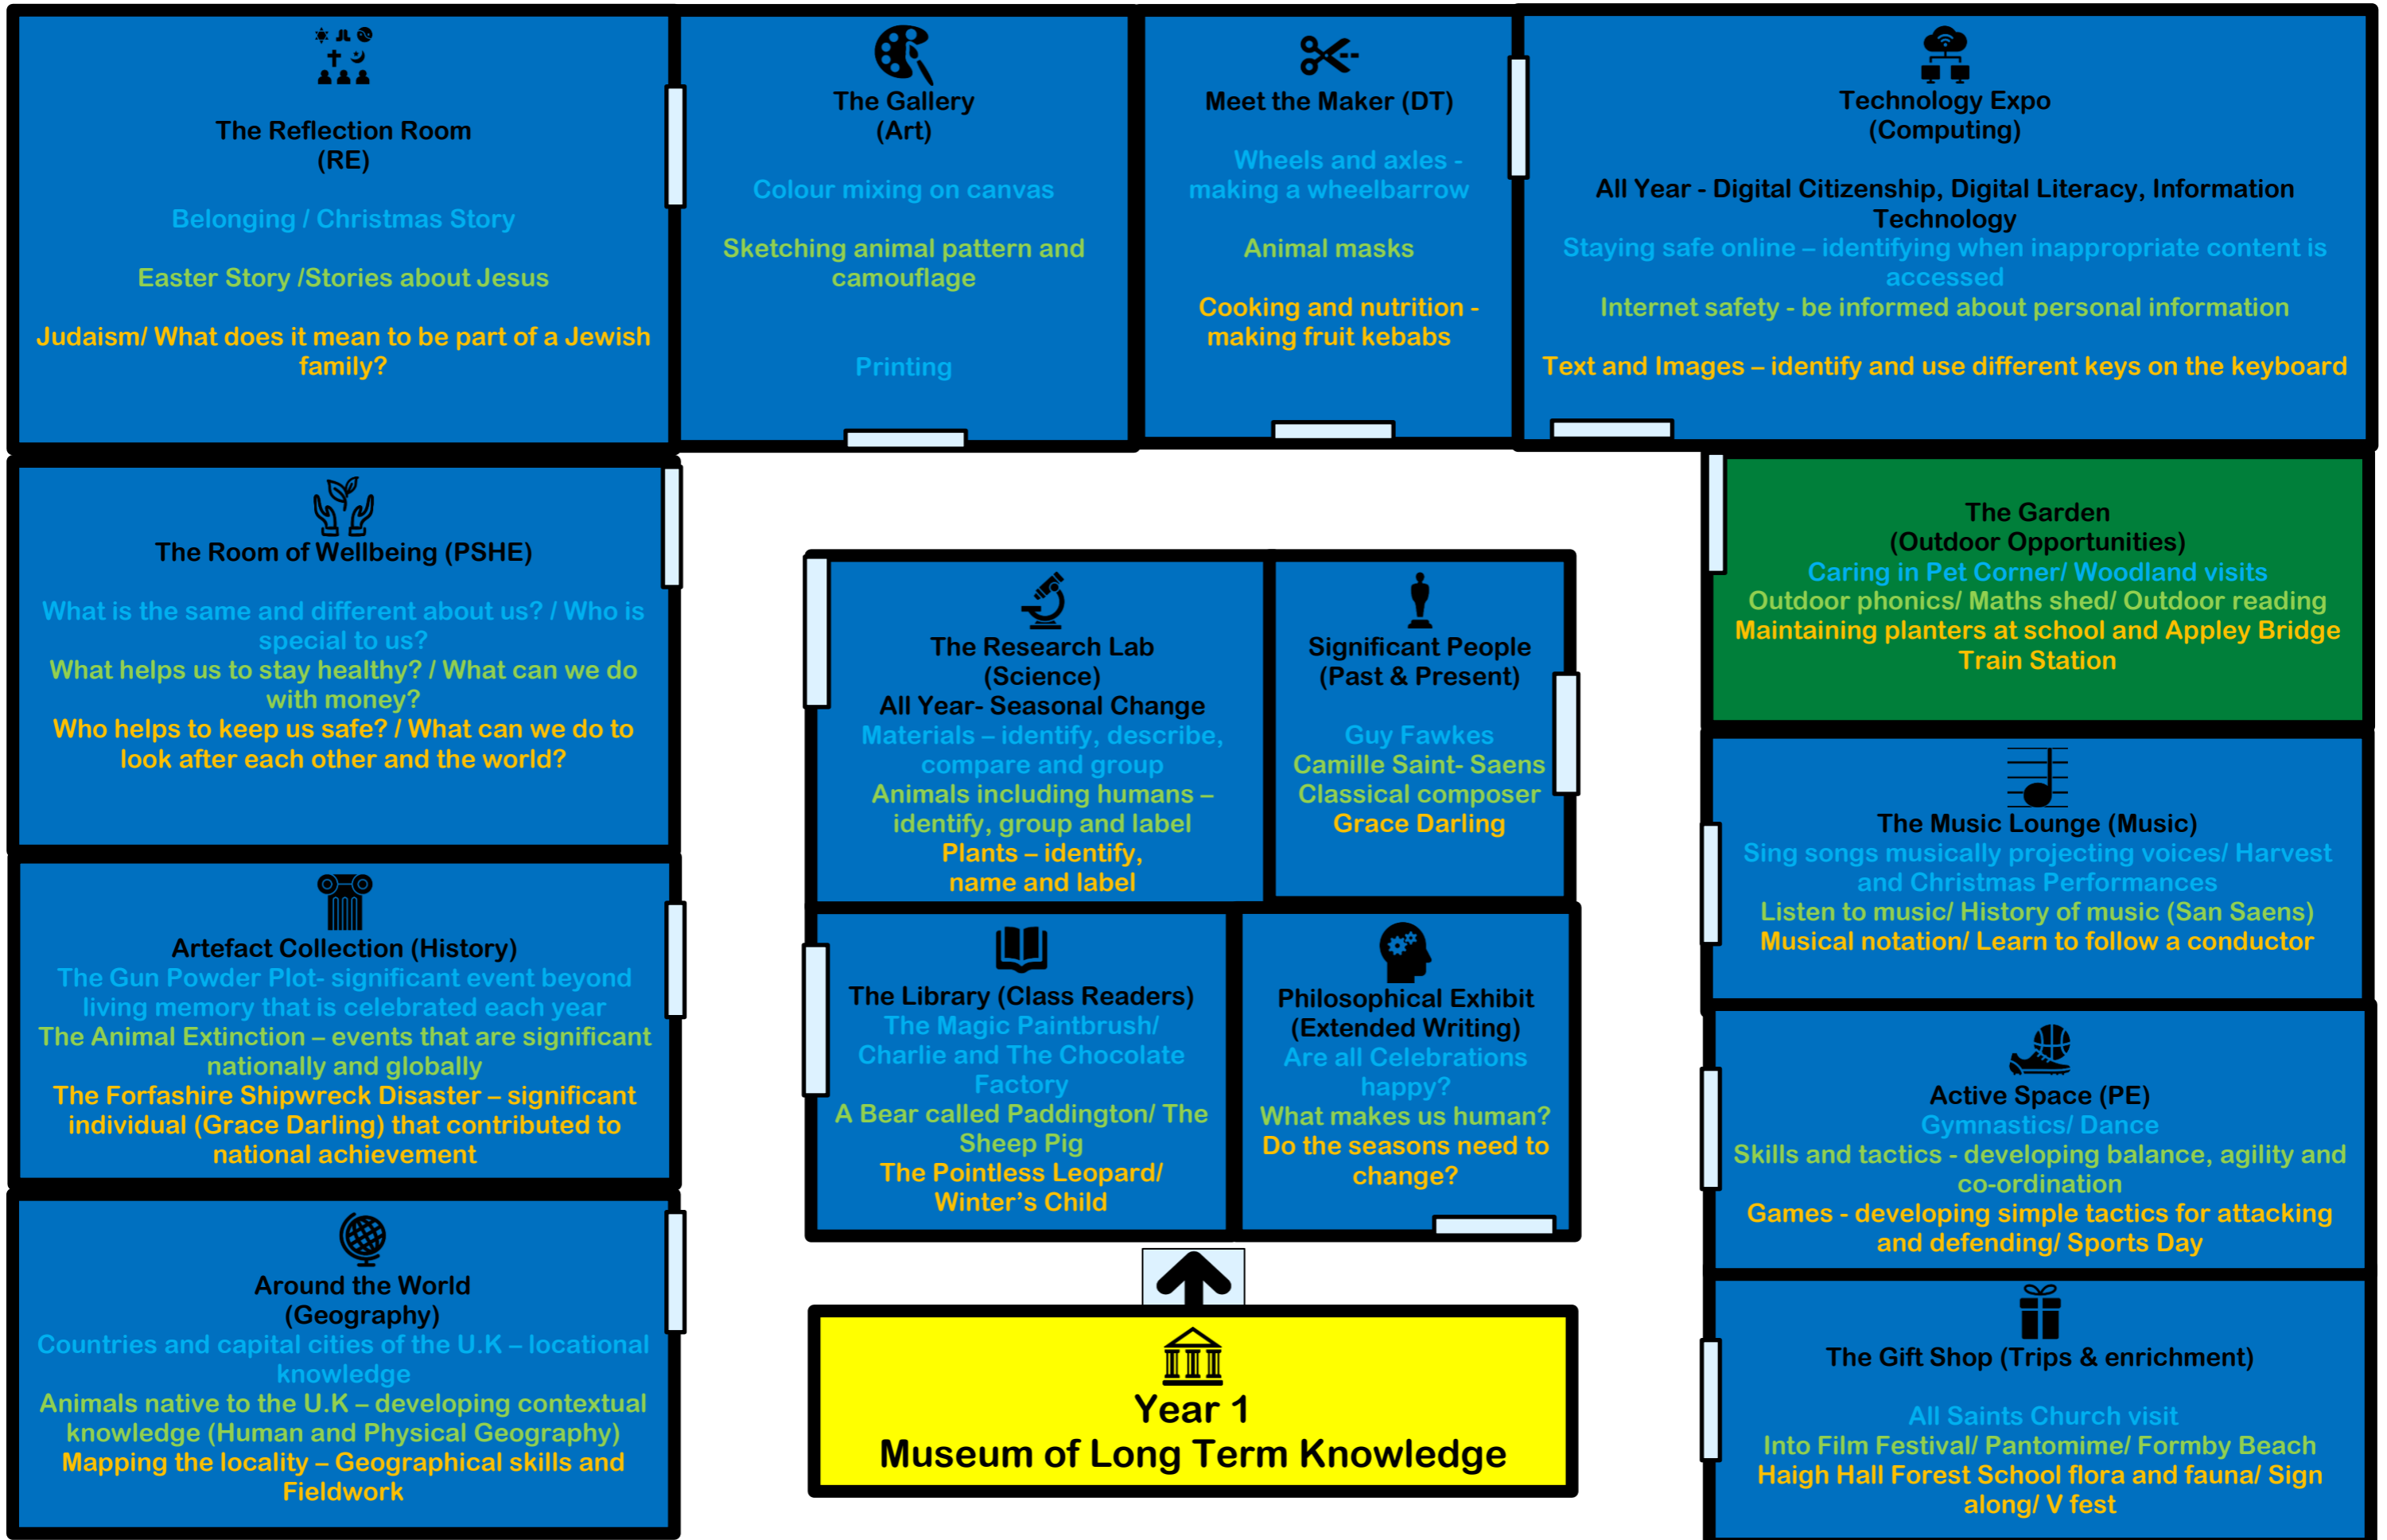 The Reflection Room
(RE)
Belonging / Christmas Story
Easter Story /Stories about Jesus
Judaism/ What does it mean to be part of a Jewish
family?
The Gallery
(Art)
Colour mixing on canvas
Sketching animal pattern and
camouflage
Printing
Meet the Maker (DT)
Wheels and axles -
making a wheelbarrow
Animal masks
Cooking and nutrition -
making fruit kebabs
Technology Expo
(Computing)
All Year - Digital Citizenship, Digital Literacy, Information
Technology
Staying safe online – identifying when inappropriate content is
accessed
Internet safety - be informed about personal information
Text and Images – identify and use different keys on the keyboard
The Room of Wellbeing (PSHE)
What is the same and different about us? / Who is
special to us?
What helps us to stay healthy? / What can we do
with money?
Who helps to keep us safe? / What can we do to
look after each other and the world?
The Research Lab
(Science)
All Year- Seasonal Change
Materials – identify, describe,
compare and group
Animals including humans –
identify, group and label
Plants – identify,
name and label
Significant People
(Past & Present)
Guy Fawkes
Camille Saint- Saens
Classical composer
Grace Darling
The Garden
(Outdoor Opportunities)
Caring in Pet Corner/ Woodland visits
Outdoor phonics/ Maths shed/ Outdoor reading
Maintaining planters at school and Appley Bridge
Train Station
The Music Lounge (Music)
Sing songs musically projecting voices/ Harvest
and Christmas Performances
Listen to music/ History of music (San Saens)
Musical notation/ Learn to follow a conductor
Artefact Collection (History)
The Gun Powder Plot- significant event beyond
living memory that is celebrated each year
The Animal Extinction – events that are significant
nationally and globally
The Forfashire Shipwreck Disaster – significant
individual (Grace Darling) that contributed to
national achievement
The Library (Class Readers)
The Magic Paintbrush/
Charlie and The Chocolate
Factory
A Bear called Paddington/ The
Sheep Pig
The Pointless Leopard/
Winter's Child
Philosophical Exhibit
(Extended Writing)
Are all Celebrations
happy?
What makes us human?
Do the seasons need to
change?
Active Space (PE)
Gymnastics/ Dance
Skills and tactics - developing balance, agility and
co-ordination
Games - developing simple tactics for attacking
and defending/ Sports Day
Around the World
(Geography)
Countries and capital cities of the U.K – locational
knowledge
Animals native to the U.K – developing contextual
knowledge (Human and Physical Geography)
Mapping the locality – Geographical skills and
Fieldwork
Year 1
Museum of Long Term Knowledge
The Gift Shop (Trips & enrichment)
All Saints Church visit
Into Film Festival/ Pantomime/ Formby Beach
Haigh Hall Forest School flora and fauna/ Sign
along/ V fest